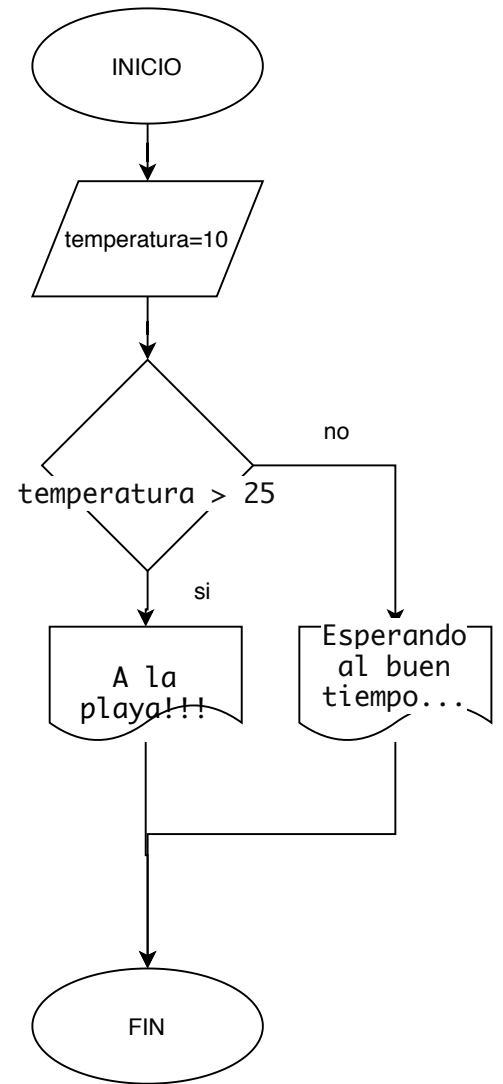 INICIO
temperatura=10
no
temperatura > 25
si
A la
playa!!!
Esperando
al buen
tiempo...
FIN